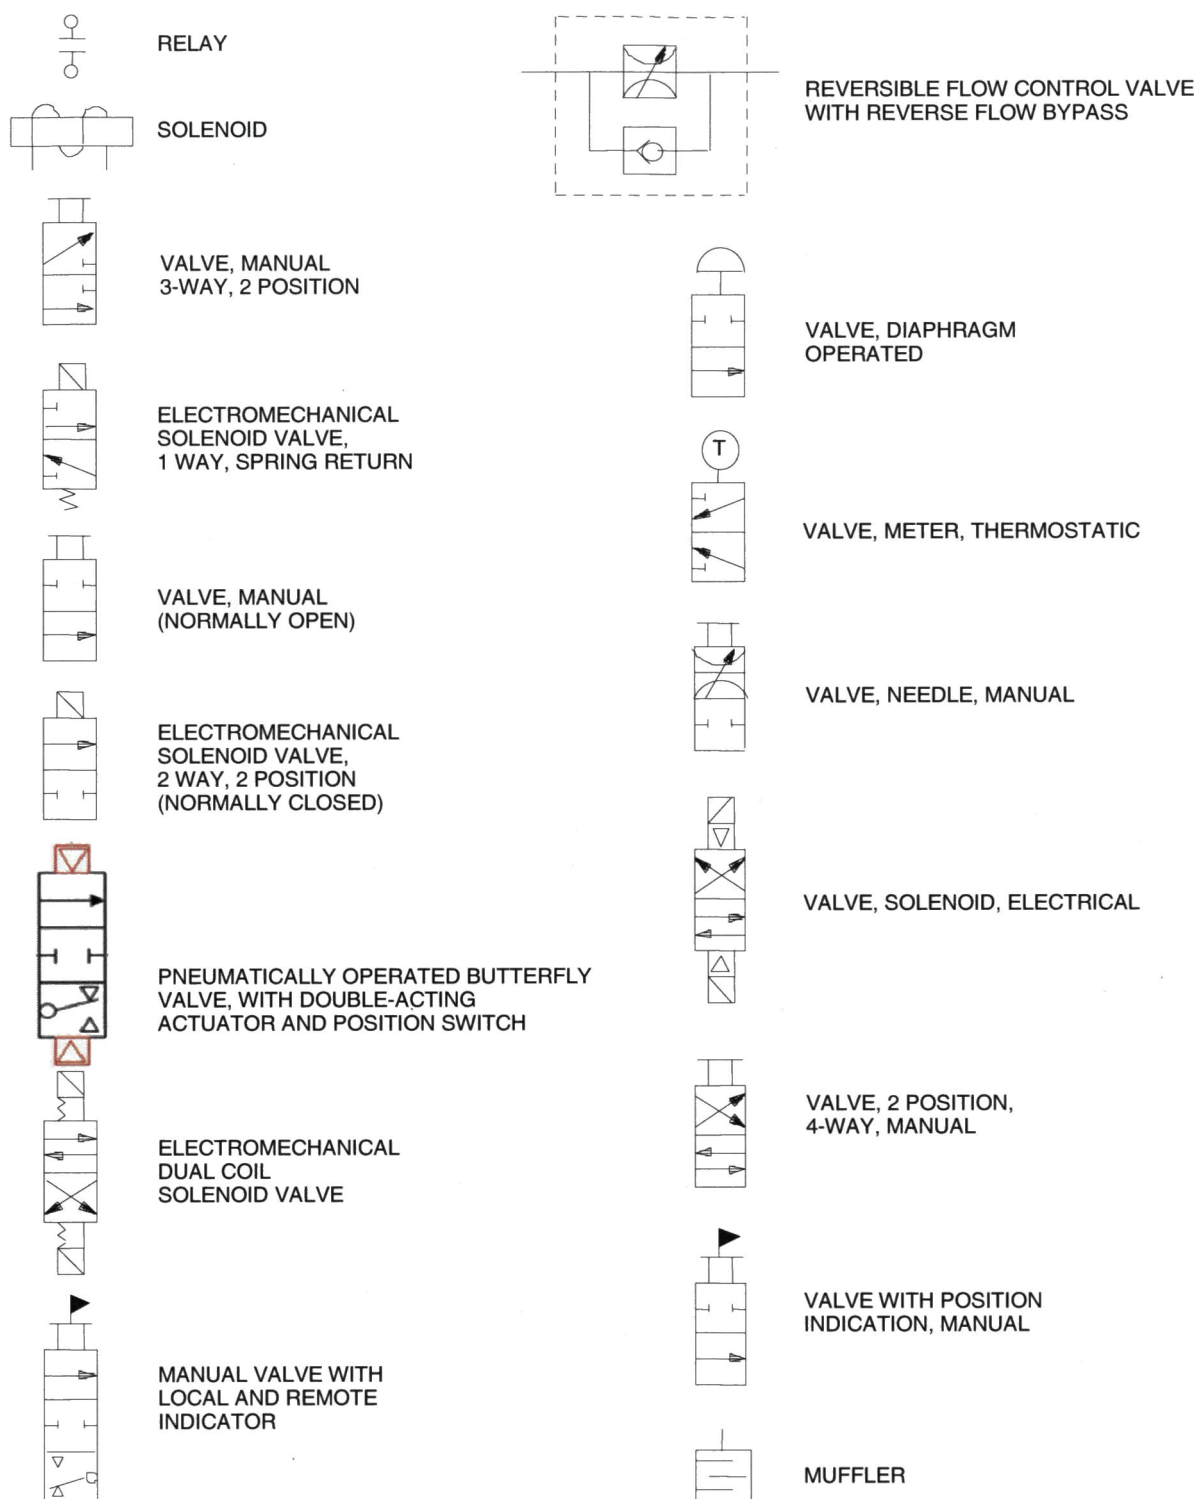 RELAY
SOLENOID
VALVE, MANUAL
3-WAY, 2 POSITION
ELECTROMECHANICAL
SOLENOID VALVE,
1 WAY, SPRING RETURN
VALVE, MANUAL
(NORMALLY OPEN)
ELECTROMECHANICAL
SOLENOID VALVE,
2 WAY, 2 POSITION
(NORMALLY CLOSED)
PNEUMATICALLY OPERATED BUTTERFLY
VALVE, WITH DOUBLE-ACTING
ACTUATOR AND POSITION SWITCH
ELECTROMECHANICAL
DUAL COIL
SOLENOID VALVE
MANUAL VALVE WITH
LOCAL AND REMOTE
INDICATOR
REVERSIBLE FLOW CONTROL VALVE
WITH REVERSE FLOW BYPASS
VALVE, DIAPHRAGM
OPERATED
T
VALVE, METER, THERMOSTATIC
VALVE, NEEDLE, MANUAL
VALVE, SOLENOID, ELECTRICAL
VALVE, 2 POSITION,
4-WAY, MANUAL
VALVE WITH POSITION
INDICATION, MANUAL
MUFFLER